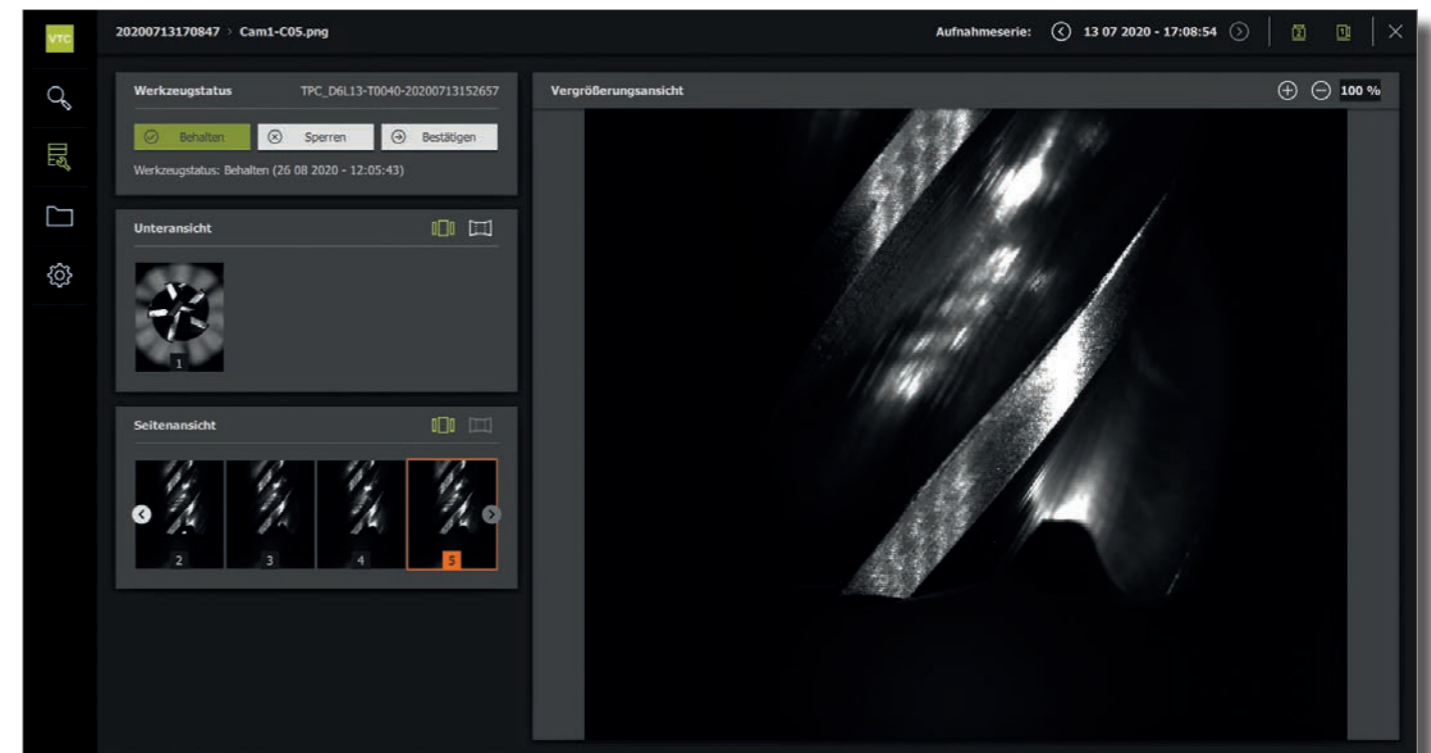 VTC
20200713170847 > Cam1-C05.png
Aufnahmeserie: 13 07 2020 - 17:08:54
Werkzeugstatus TPC_D6L13-T0040-20200713152657
Behalten Sperren Bestätigen
Werkzeugstatus: Behalten (26 08 2020 - 12:05:43)
Unteransicht
1
Seitenansicht
2 3 4 5
Vergrößerungsansicht 100 %